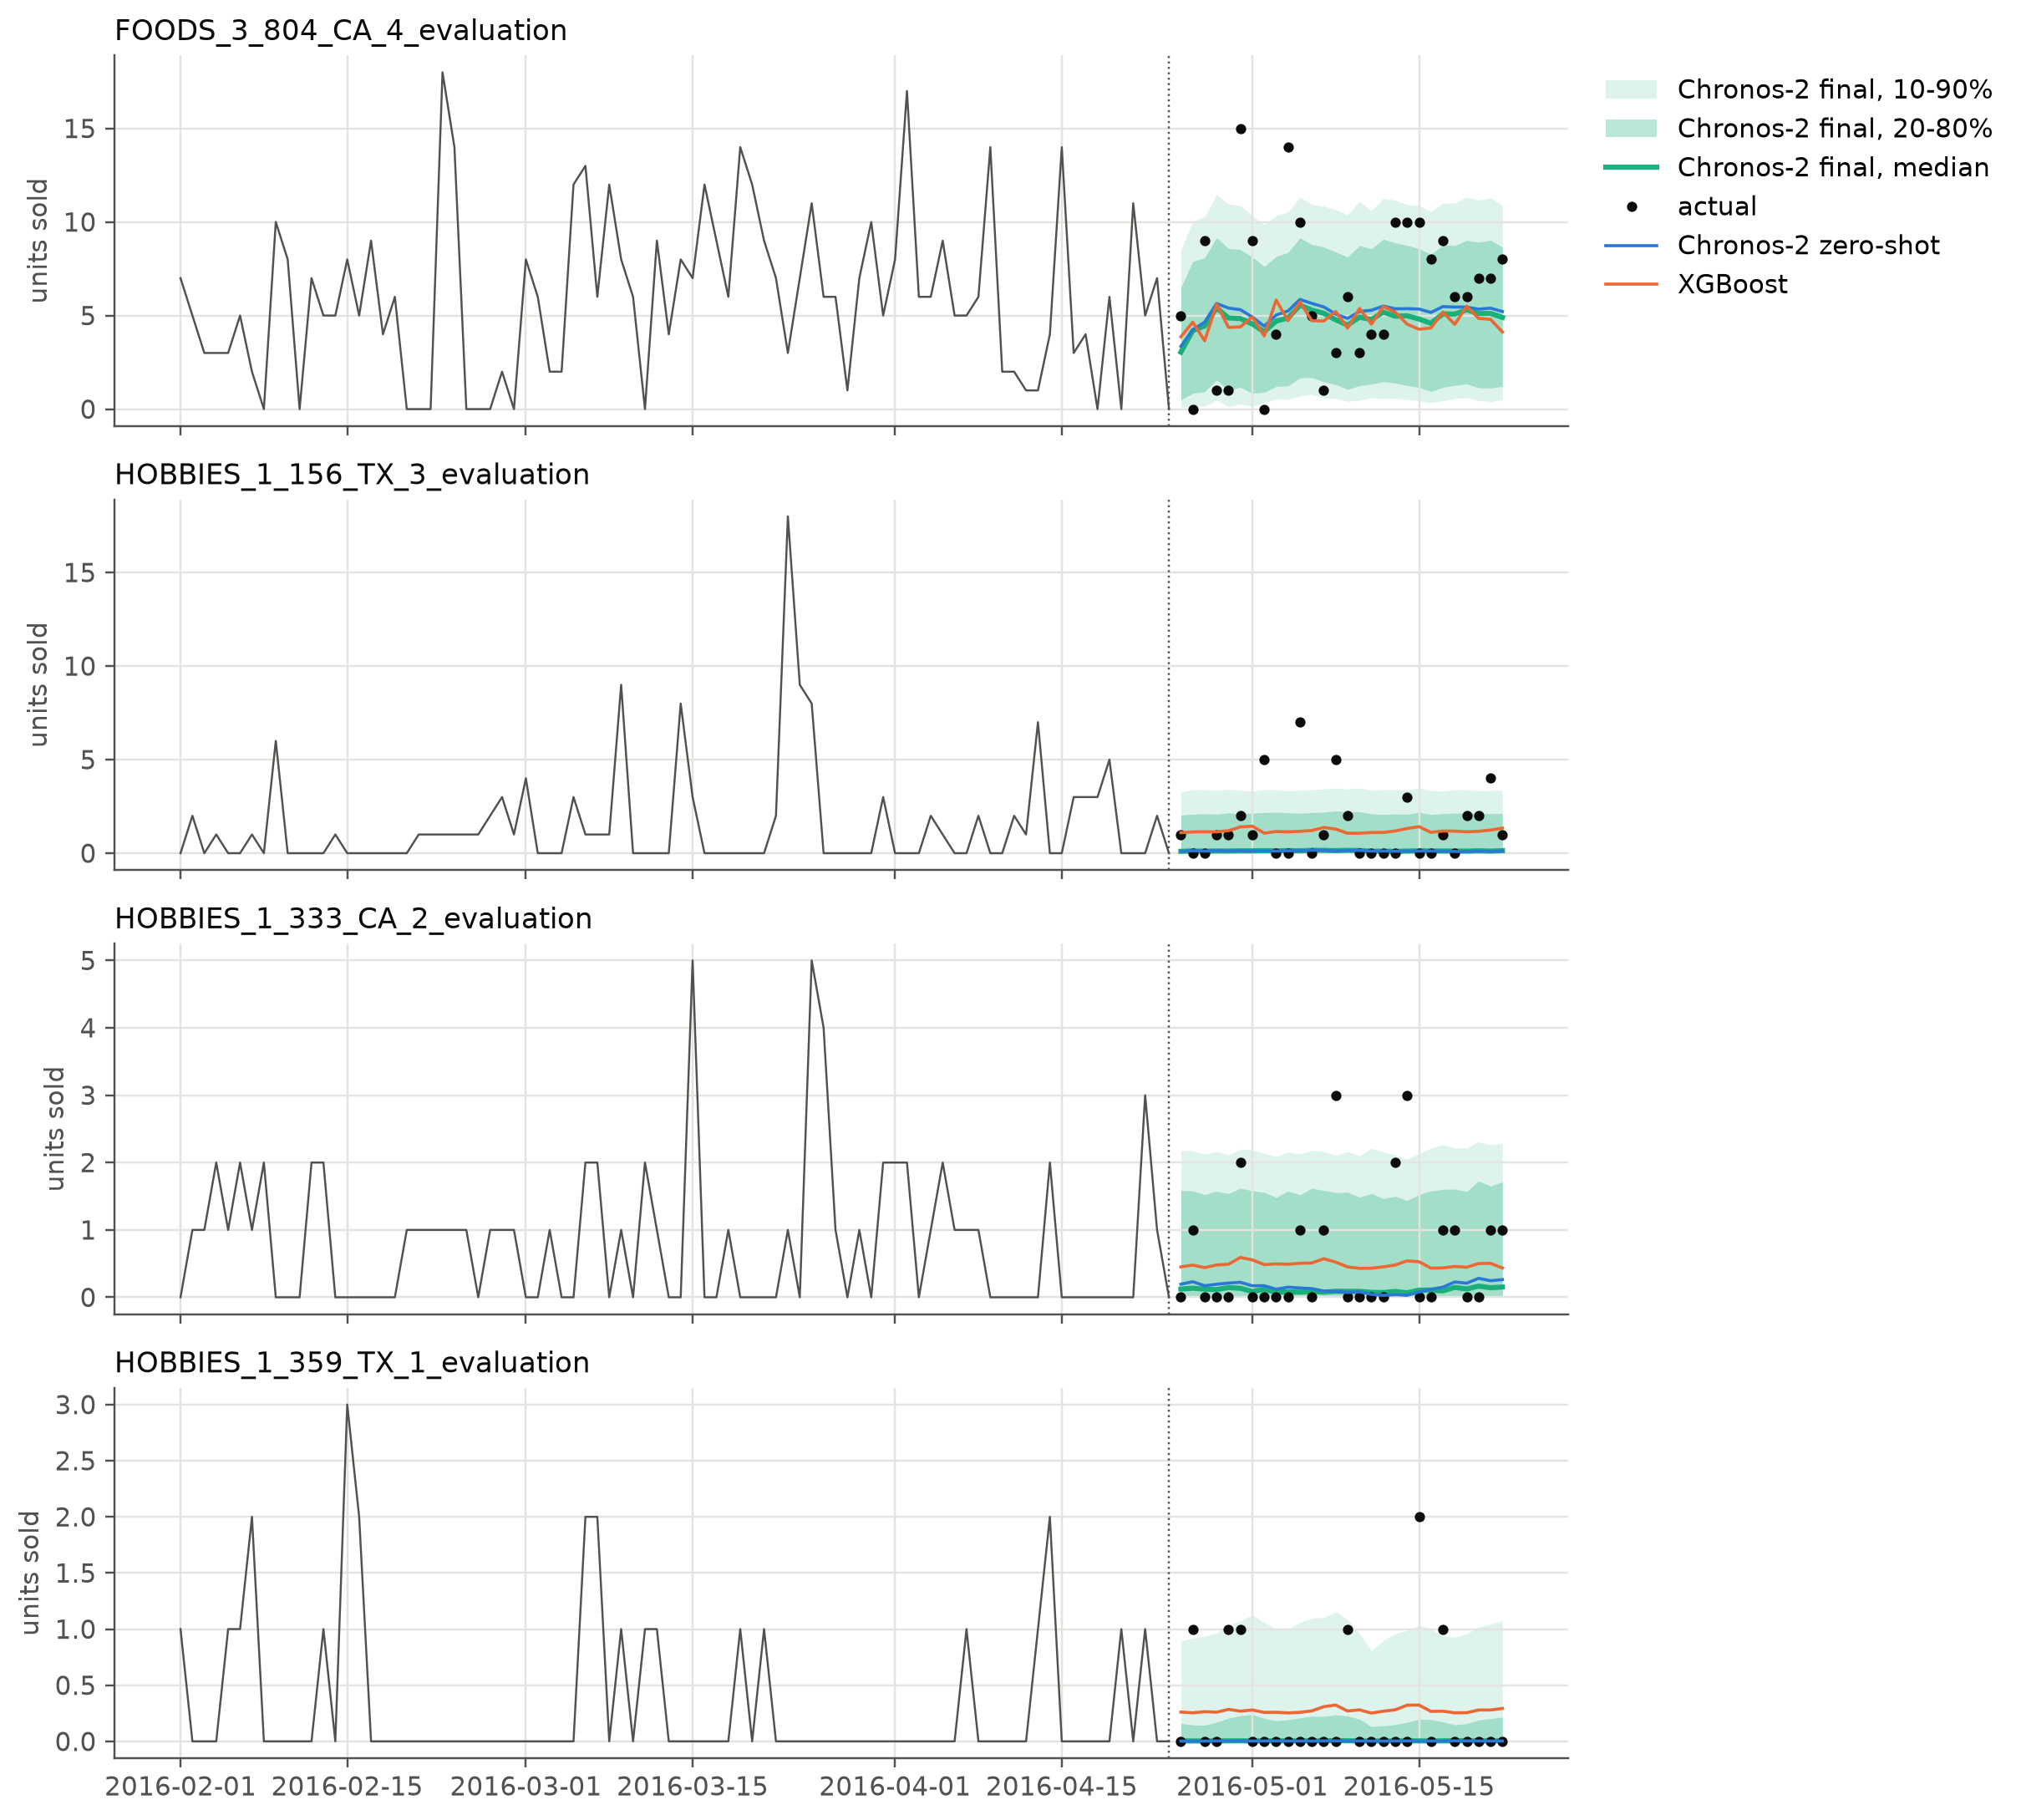 FOODS_3_804_CA_4_evaluation
units sold
15
10
5
0
Chronos-2 final, 10-90%
Chronos-2 final, 20-80%
Chronos-2 final, median
actual
Chronos-2 zero-shot
XGBoost
HOBBIES_1_156_TX_3_evaluation
units sold
15
10
5
0
HOBBIES_1_333_CA_2_evaluation
units sold
5
4
3
2
1
0
HOBBIES_1_359_TX_1_evaluation
units sold
3.0
2.5
2.0
1.5
1.0
0.5
0.0
2016-02-01 2016-02-15 2016-03-01 2016-03-15 2016-04-01 2016-04-15 2016-05-01 2016-05-15